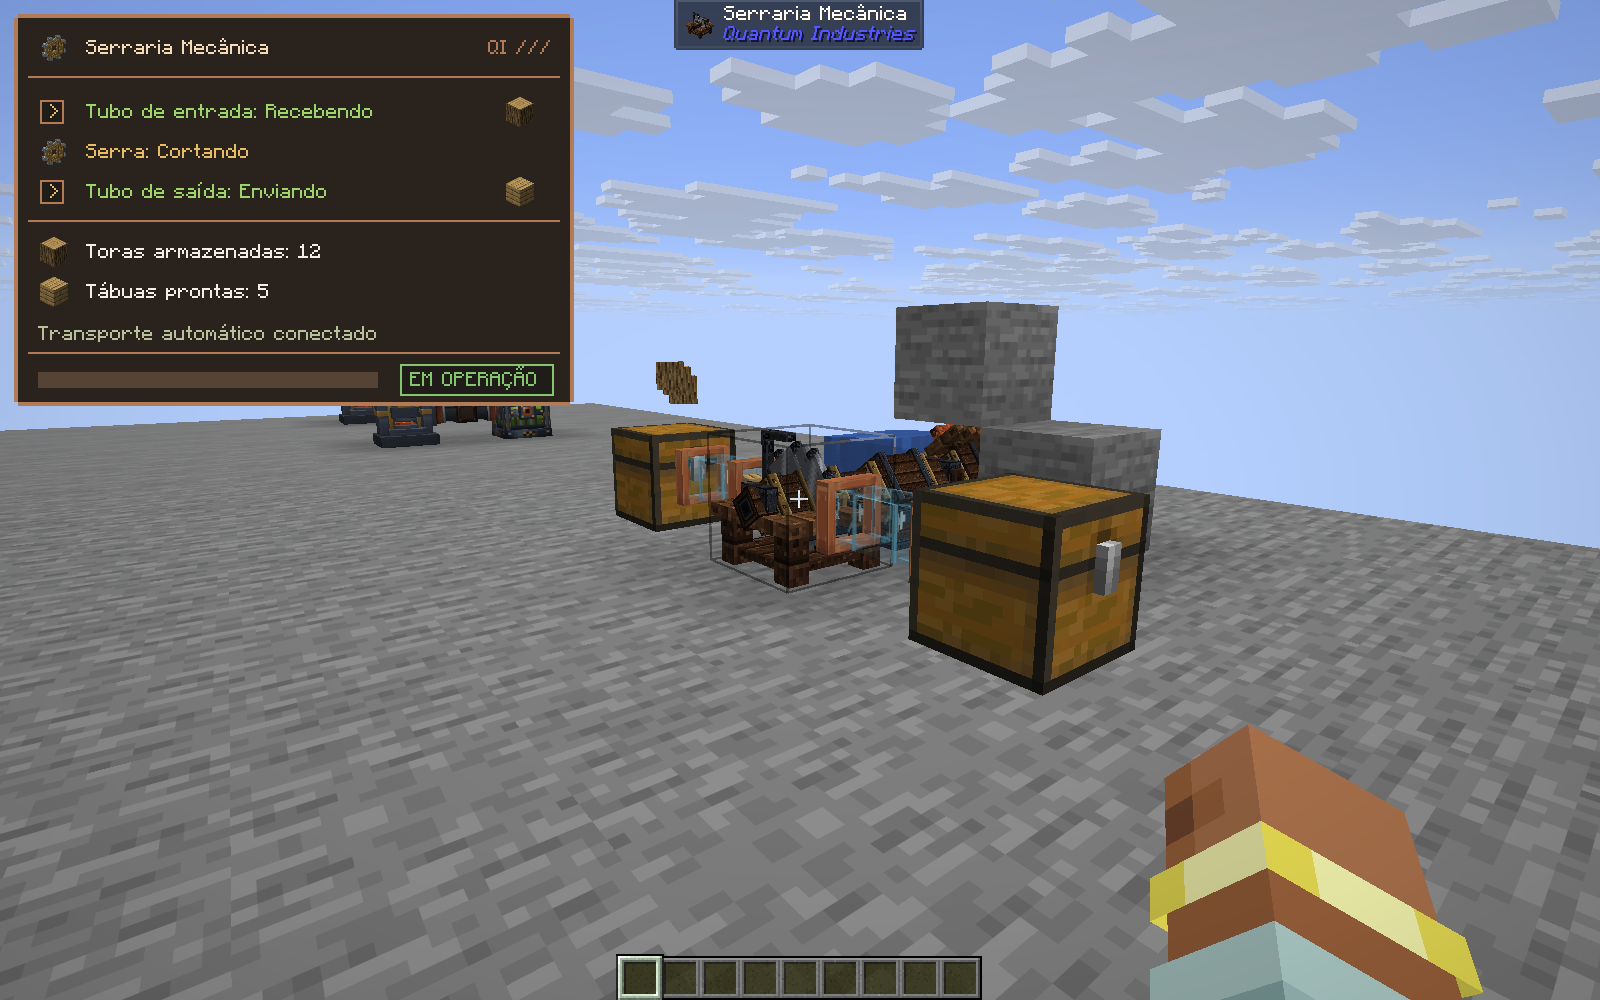 Serraria Mecânica
Quantum Industries
Serraria Mecânica QI ///
Tubo de entrada: Recebendo
Serra: Cortando
Tubo de saída: Enviando
Toras armazenadas: 12
Tábuas prontas: 5
Transporte automático conectado
EM OPERAÇÃO